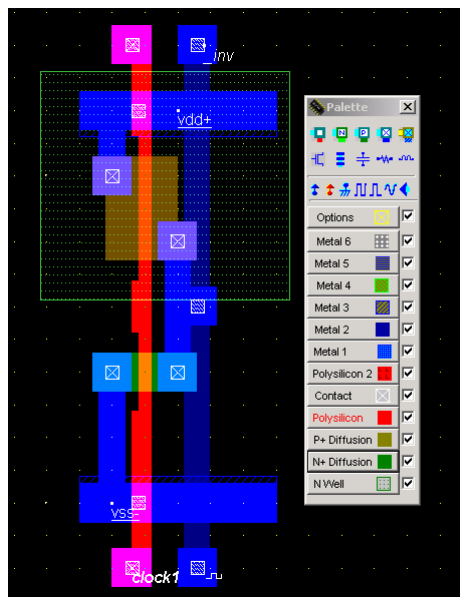 _inv
vdd+
Palette
Options
Metal 6
Metal 5
Metal 4
Metal 3
Metal 2
Metal 1
Polysilicon 2
Contact
Polysilicon
P+ Diffusion
N+ Diffusion
N Well
vss-
clock1